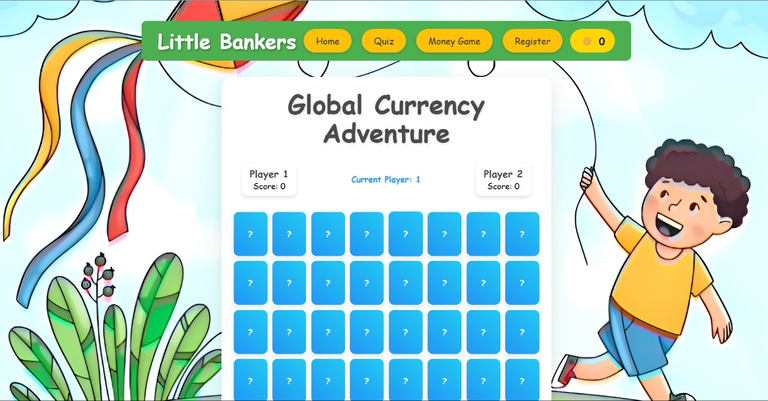 Little Bankers Home Quiz Money Game Register 0
Global Currency
Adventure
Player 1
Score: 0
Current Player: 1
Player 2
Score: 0
? ? ? ? ? ? ? ?
? ? ? ? ? ? ? ?
? ? ? ? ? ? ? ?
? ? ? ? ? ? ? ?